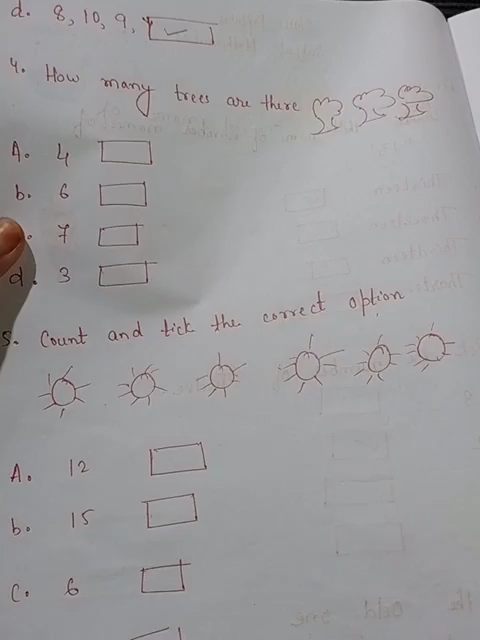 d. 8, 10, 9,
4. How many trees are there
A. 4
b. 6
. 7
d. 3
5. Count and tick the correct option
A. 12
b. 15
C. 6